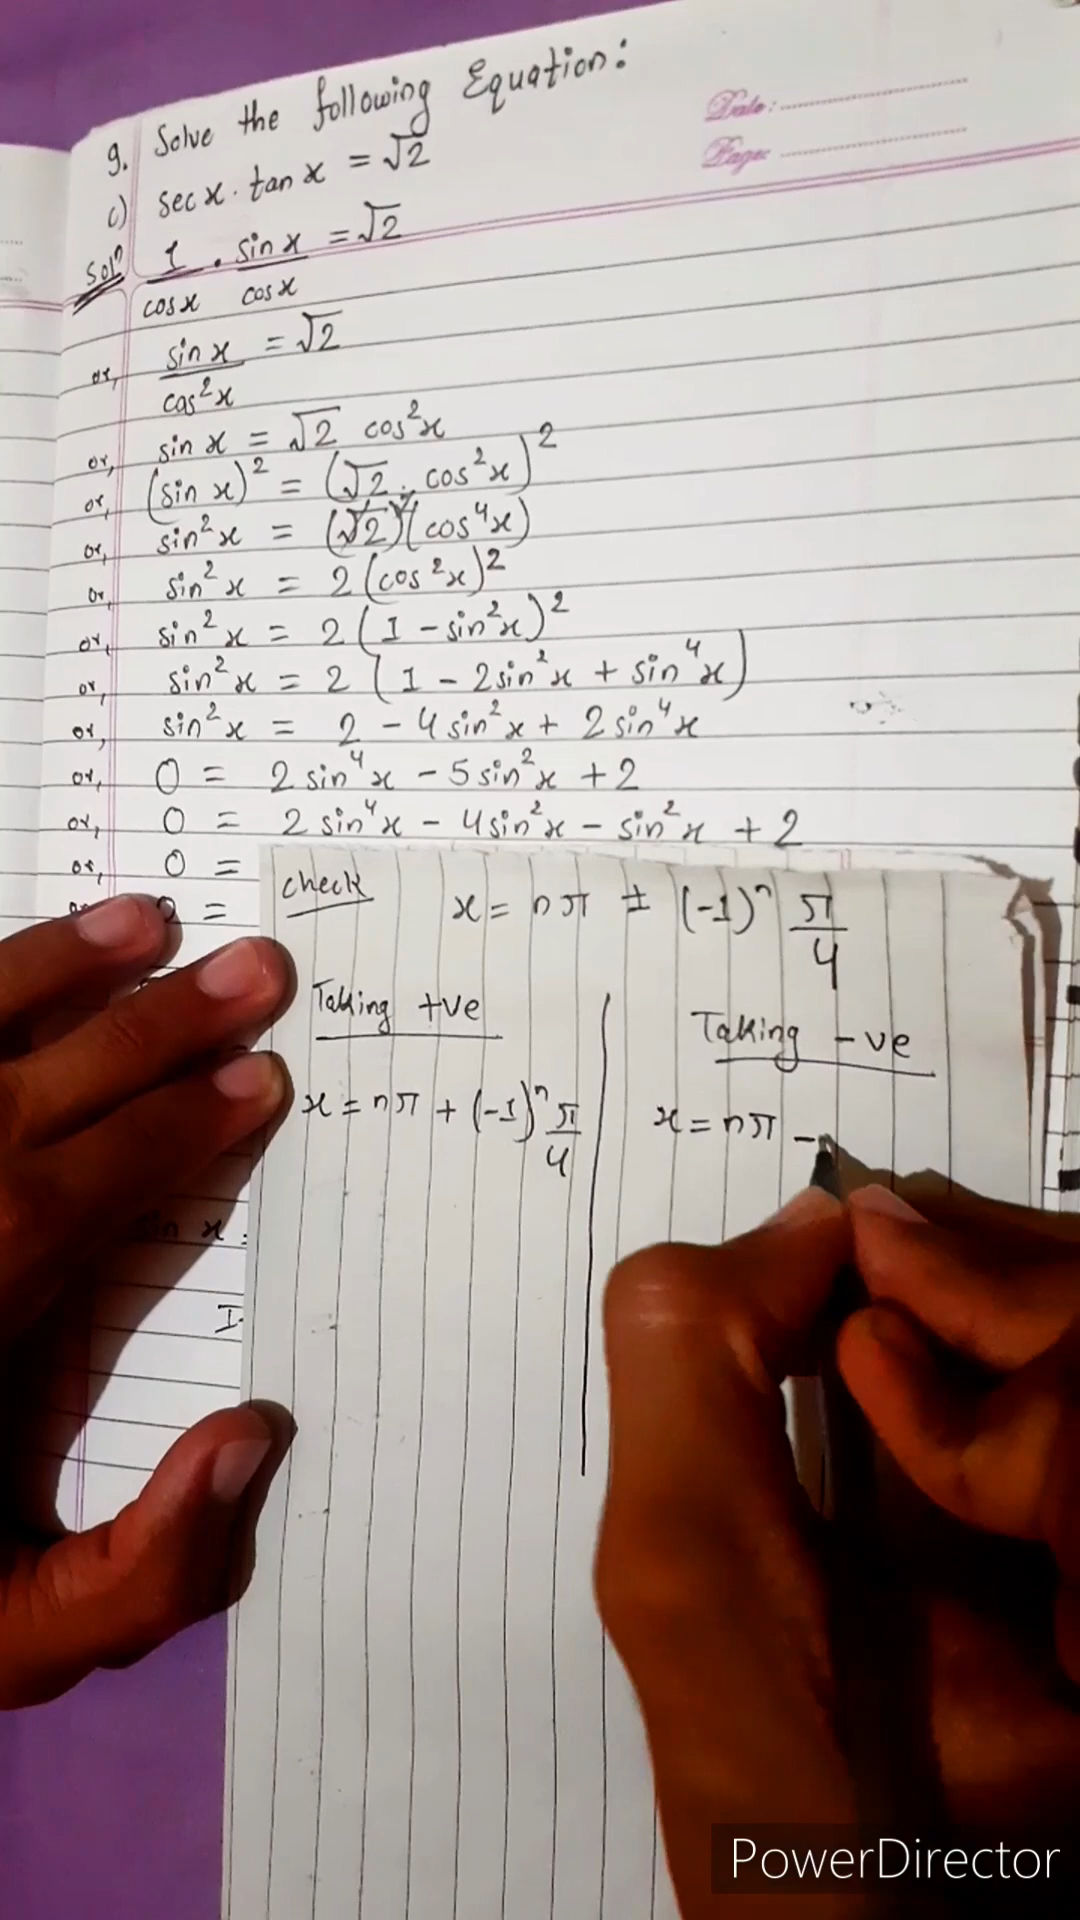 Date:
Page:
9. Solve the following Equation:
c) sec x . tan x = √2
Solⁿ 1/cos x . sin x/cos x = √2
or, sin x/cos²x = √2
or, sin x = √2 cos²x
or, (sin x)² = (√2 . cos²x)²
or, sin²x = (√2)²(cos⁴x)
or, sin²x = 2(cos²x)²
or, sin²x = 2(1 - sin²x)²
or, sin²x = 2(1 - 2sin²x + sin⁴x)
or, sin²x = 2 - 4sin²x + 2sin⁴x
or, 0 = 2sin⁴x - 5sin²x + 2
or, 0 = 2sin⁴x - 4sin²x - sin²x + 2
or, 0 =
0 =
sin x =
Check
x = nπ ± (-1)ⁿ π/4
Taking +ve
x = nπ + (-1)ⁿ π/4
Taking -ve
x = nπ -
PowerDirector